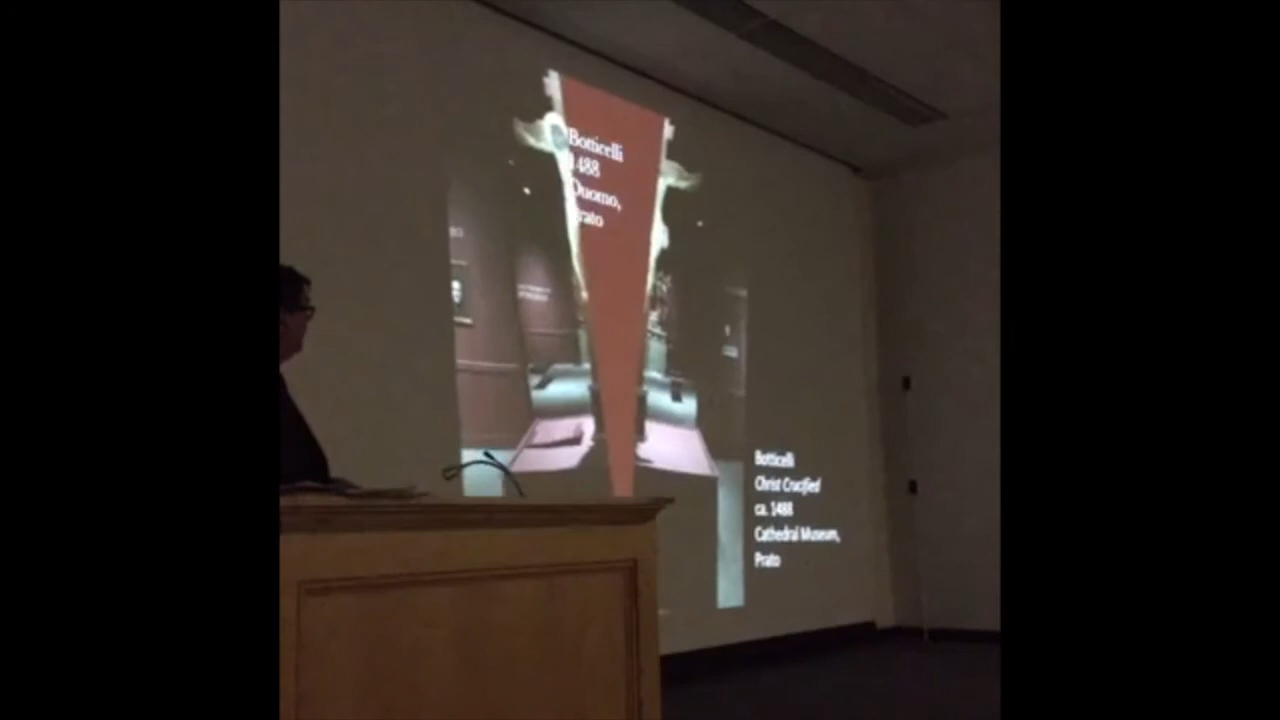 Botticelli
1488
Duomo,
Prato
Botticelli
Christ Crucified
ca. 1488
Cathedral Museum,
Prato